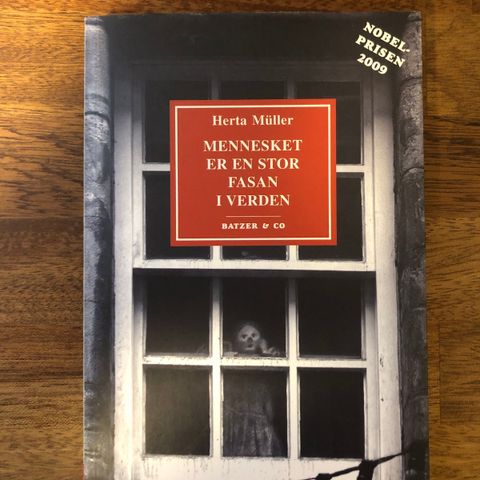 NOBEL-
PRISEN
2009
Herta Müller
MENNESKET
ER EN STOR
FASAN
I VERDEN
BATZER & CO